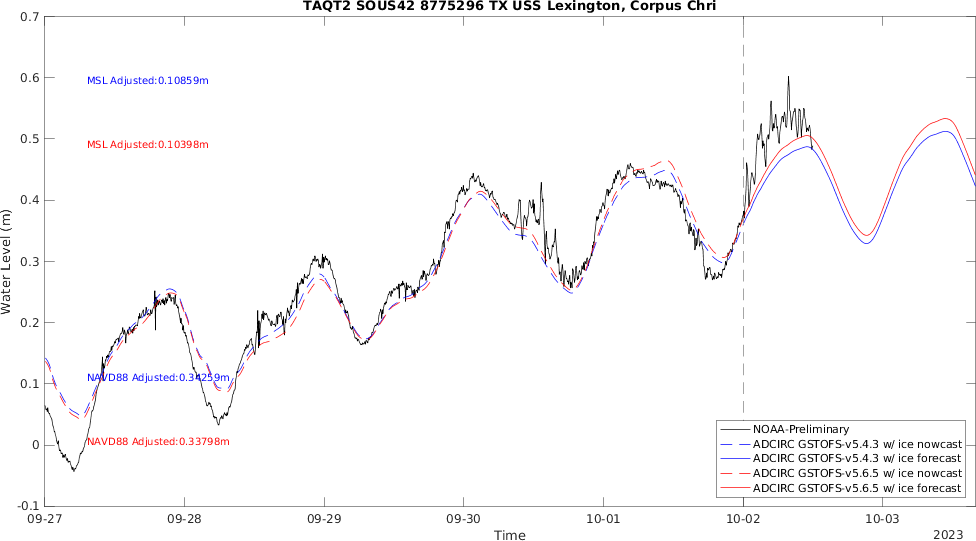 TAQT2 SOUS42 8775296 TX USS Lexington, Corpus Chri
0.7
0.6
0.5
0.4
0.3
0.2
0.1
0
-0.1
Water Level (m)
MSL Adjusted:0.10859m
MSL Adjusted:0.10398m
NAVD88 Adjusted:0.34259m
NAVD88 Adjusted:0.33798m
NOAA-Preliminary
ADCIRC GSTOFS-v5.4.3 w/ ice nowcast
ADCIRC GSTOFS-v5.4.3 w/ ice forecast
ADCIRC GSTOFS-v5.6.5 w/ ice nowcast
ADCIRC GSTOFS-v5.6.5 w/ ice forecast
09-27 09-28 09-29 09-30 10-01 10-02 10-03
Time
2023